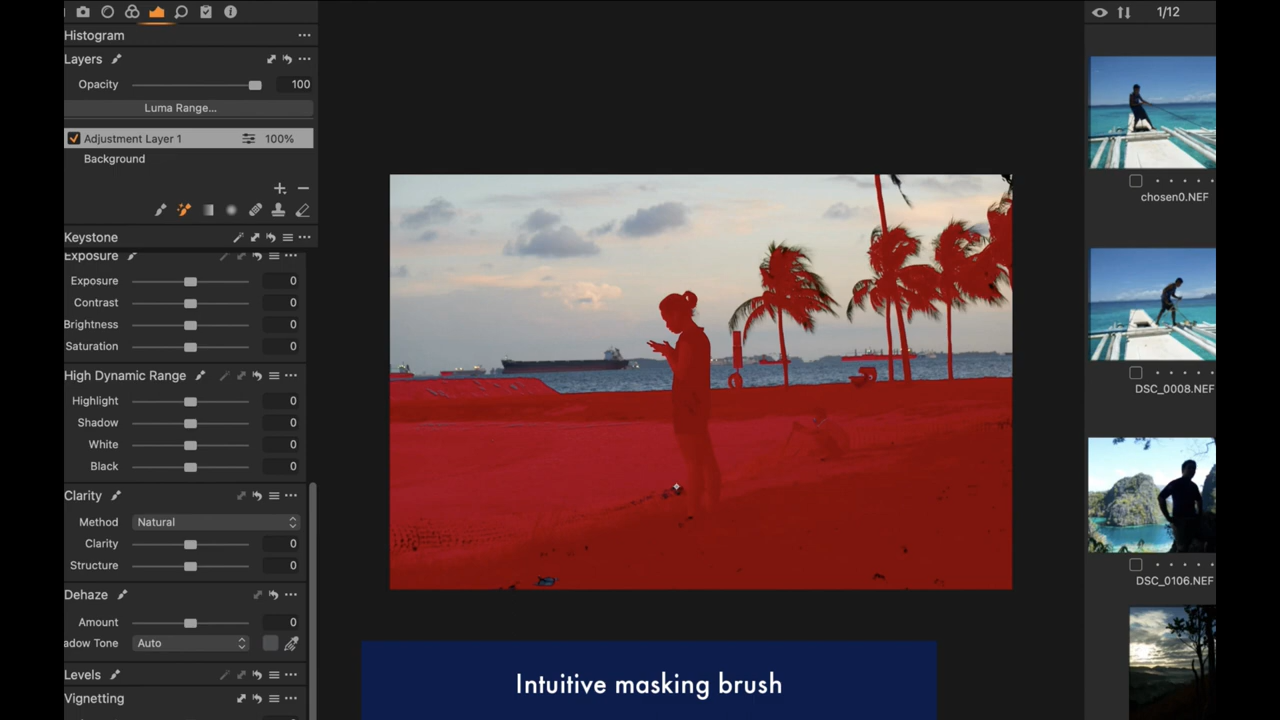 Histogram
Layers
Opacity 100
Luma Range...
Adjustment Layer 1 100%
Background
Keystone
Exposure
Exposure 0
Contrast 0
Brightness 0
Saturation 0
High Dynamic Range
Highlight 0
Shadow 0
White 0
Black 0
Clarity
Method Natural
Clarity 0
Structure 0
Dehaze
Amount 0
adow Tone Auto
Levels
Vignetting
1/12
chosen0.NEF
DSC_0008.NEF
DSC_0106.NEF
Intuitive masking brush